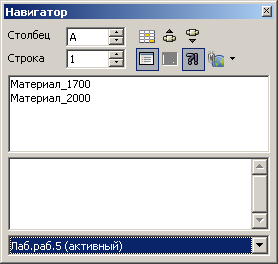 Навигатор
Столбец A
Строка 1
Материал_1700
Материал_2000
Лаб.раб.5 (активный)